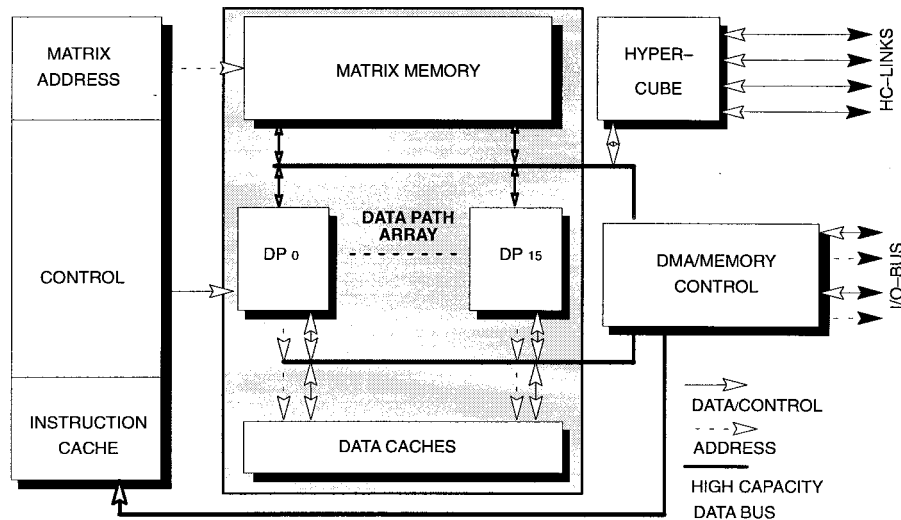 MATRIX
ADDRESS
CONTROL
INSTRUCTION
CACHE
MATRIX MEMORY
DP 0
DATA PATH
ARRAY
DP 15
DATA CACHES
HYPER–
CUBE
HC–LINKS
DMA/MEMORY
CONTROL
I/O–BUS
DATA/CONTROL
ADDRESS
HIGH CAPACITY
DATA BUS